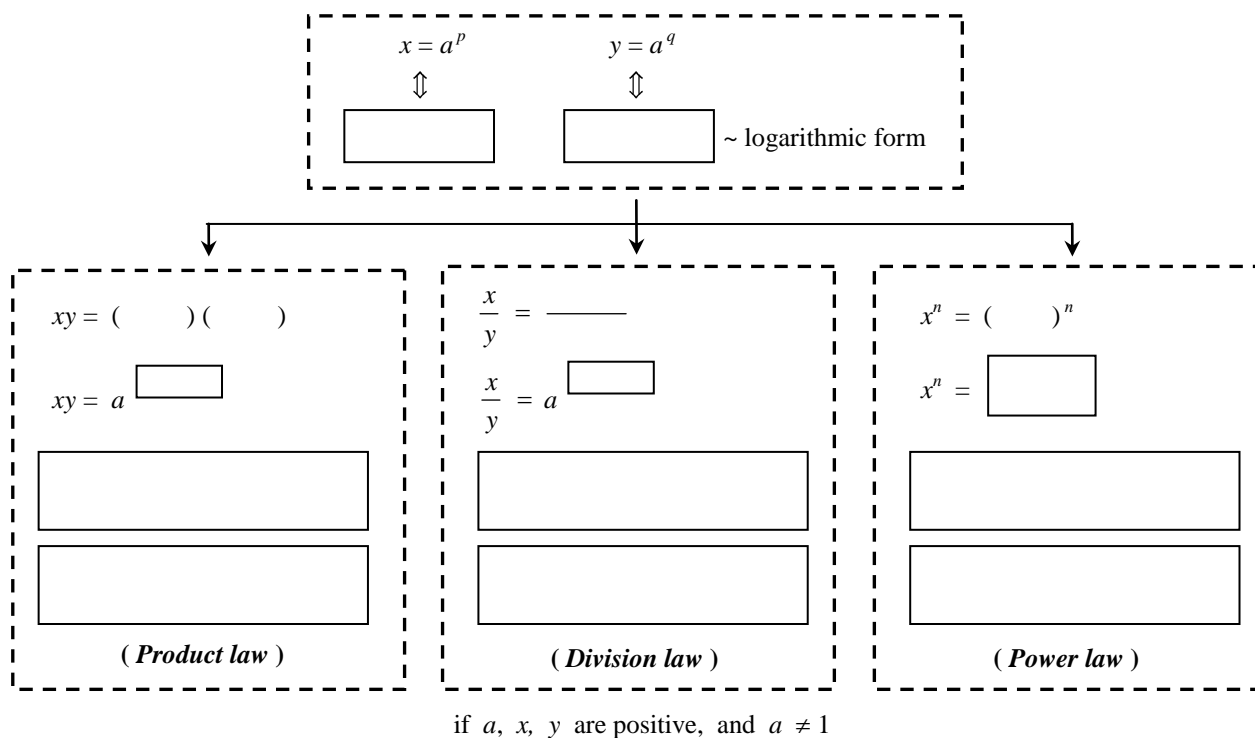 x = a^p y = a^q
⇕ ⇕
~ logarithmic form
xy = ( ) ( )
xy = a
( Product law )
x/y =
x/y = a
( Division law )
x^n = ( )^n
x^n =
( Power law )
if a, x, y are positive, and a ≠ 1